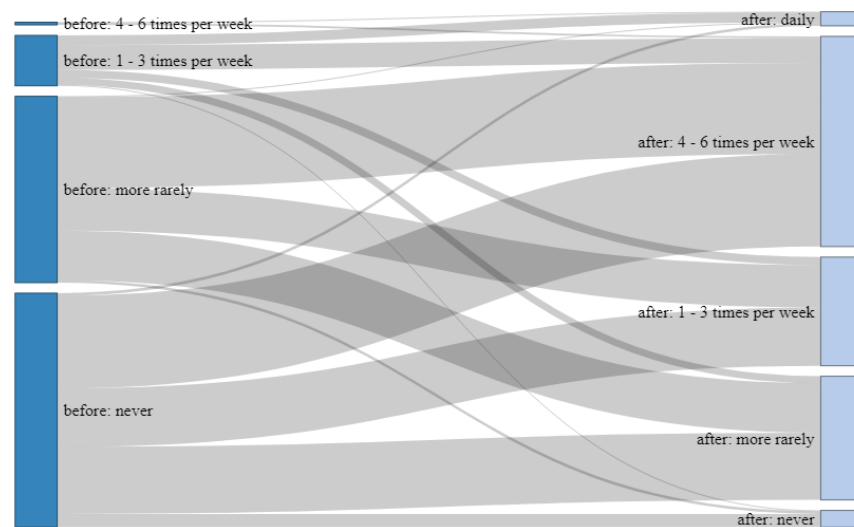 before: 4 - 6 times per week
before: 1 - 3 times per week
before: more rarely
before: never
after: daily
after: 4 - 6 times per week
after: 1 - 3 times per week
after: more rarely
after: never